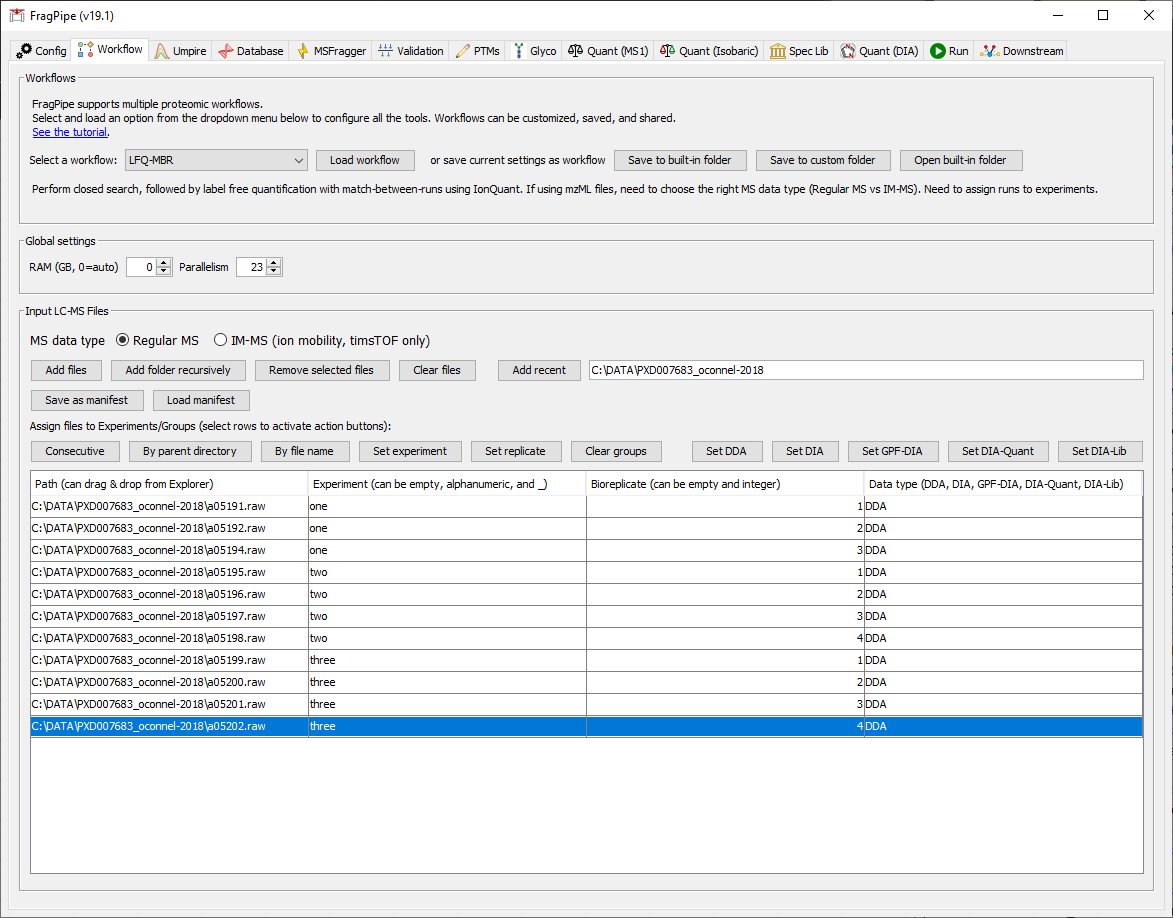 FragPipe (v19.1)
Config Workflow Umpire Database MSFragger Validation PTMs Glyco Quant (MS1) Quant (Isobaric) Spec Lib Quant (DIA) Run Downstream
Workflows
FragPipe supports multiple proteomic workflows.
Select and load an option from the dropdown menu below to configure all the tools. Workflows can be customized, saved, and shared.
See the tutorial.
Select a workflow: LFQ-MBR Load workflow or save current settings as workflow Save to built-in folder Save to custom folder Open built-in folder
Perform closed search, followed by label free quantification with match-between-runs using IonQuant. If using mzML files, need to choose the right MS data type (Regular MS vs IM-MS). Need to assign runs to experiments.
Global settings
RAM (GB, 0=auto) 0 Parallelism 23
Input LC-MS Files
MS data type Regular MS IM-MS (ion mobility, timsTOF only)
Add files Add folder recursively Remove selected files Clear files Add recent C:\DATA\PXD007683_oconnel-2018
Save as manifest Load manifest
Assign files to Experiments/Groups (select rows to activate action buttons):
Consecutive By parent directory By file name Set experiment Set replicate Clear groups Set DDA Set DIA Set GPF-DIA Set DIA-Quant Set DIA-Lib
Path (can drag & drop from Explorer) Experiment (can be empty, alphanumeric, and _) Bioreplicate (can be empty and integer) Data type (DDA, DIA, GPF-DIA, DIA-Quant, DIA-Lib)
C:\DATA\PXD007683_oconnel-2018\a05191.raw one 1 DDA
C:\DATA\PXD007683_oconnel-2018\a05192.raw one 2 DDA
C:\DATA\PXD007683_oconnel-2018\a05194.raw one 3 DDA
C:\DATA\PXD007683_oconnel-2018\a05195.raw two 1 DDA
C:\DATA\PXD007683_oconnel-2018\a05196.raw two 2 DDA
C:\DATA\PXD007683_oconnel-2018\a05197.raw two 3 DDA
C:\DATA\PXD007683_oconnel-2018\a05198.raw two 4 DDA
C:\DATA\PXD007683_oconnel-2018\a05199.raw three 1 DDA
C:\DATA\PXD007683_oconnel-2018\a05200.raw three 2 DDA
C:\DATA\PXD007683_oconnel-2018\a05201.raw three 3 DDA
C:\DATA\PXD007683_oconnel-2018\a05202.raw three 4 DDA